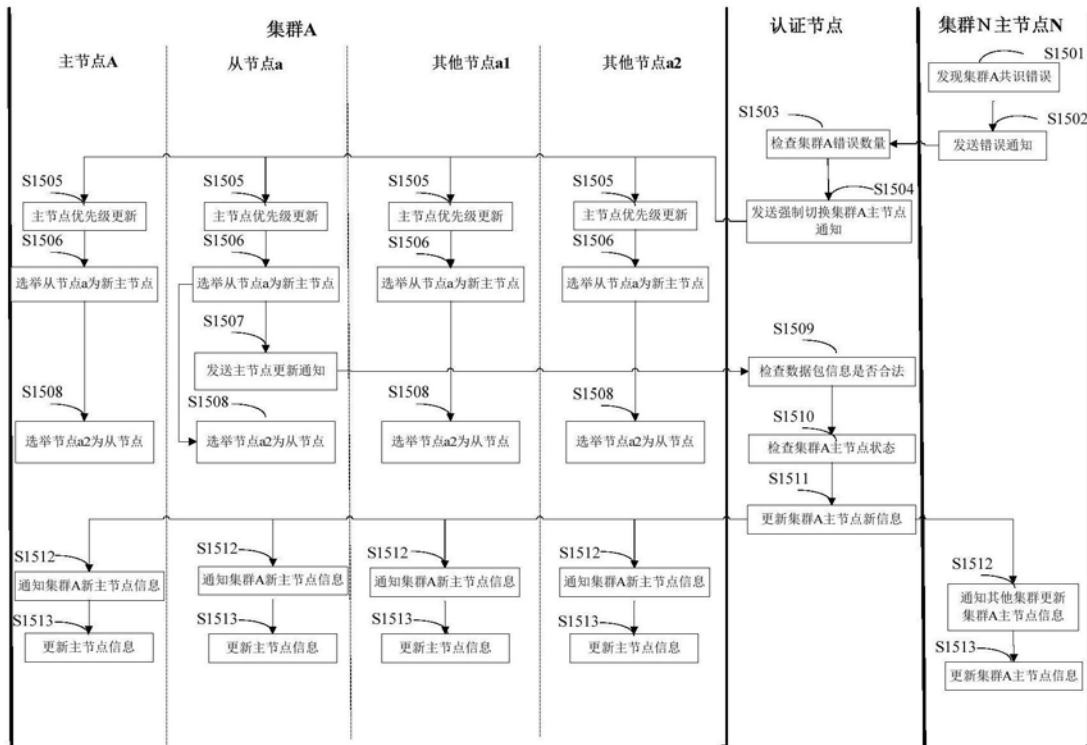 集群A
认证节点
集群N 主节点N
主节点A
从节点a
其他节点a1
其他节点a2
S1501
发现集群A共识错误
S1502
发送错误通知
S1503
检查集群A错误数量
S1504
发送强制切换集群A主节点
通知
S1505
S1505
S1505
S1505
主节点优先级更新
主节点优先级更新
主节点优先级更新
主节点优先级更新
S1506
S1506
S1506
S1506
选举从节点a为新主节点
选举从节点a为新主节点
选举从节点a为新主节点
选举从节点a为新主节点
S1507
发送主节点更新通知
S1509
检查数据包信息是否合法
S1508
S1508
S1508
S1508
选举节点a2为从节点
选举节点a2为从节点
选举节点a2为从节点
选举节点a2为从节点
S1510
检查集群A主节点状态
S1511
更新集群A主节点新信息
S1512
S1512
S1512
S1512
S1512
通知集群A新主节点信息
通知集群A新主节点信息
通知集群A新主节点信息
通知集群A新主节点信息
通知其他集群更新
集群A主节点信息
S1513
S1513
S1513
S1513
S1513
更新主节点信息
更新主节点信息
更新主节点信息
更新主节点信息
更新集群A主节点信息